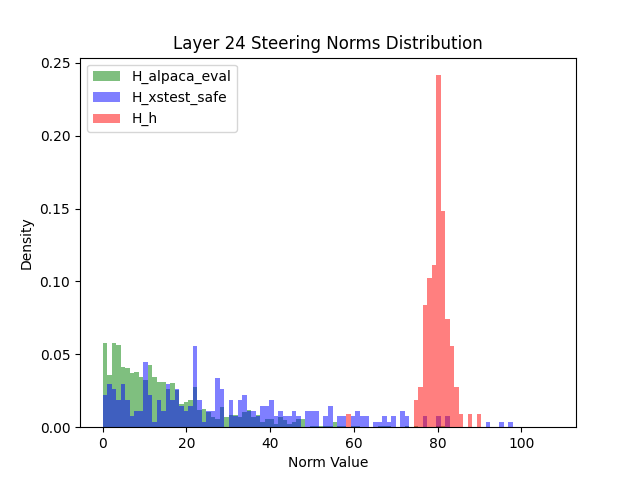 Layer 24 Steering Norms Distribution
H_alpaca_eval
H_xstest_safe
H_h
Density
0.25
0.20
0.15
0.10
0.05
0.00
0 20 40 60 80 100
Norm Value